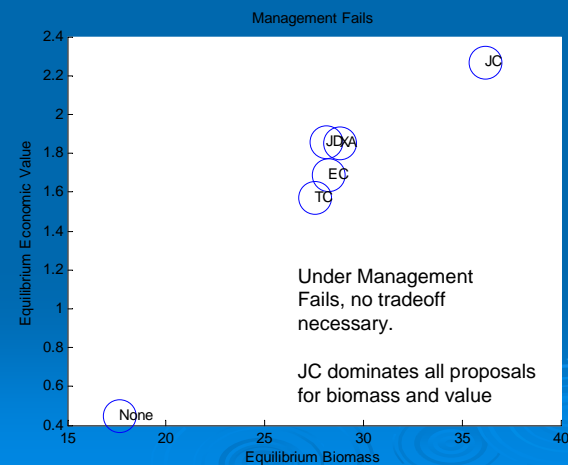 Management Fails
2.4
2.2
2
1.8
1.6
1.4
1.2
1
0.8
0.6
0.4
Equilibrium Economic Value
JC
JD
XA
EC
TC
None
Under Management
Fails, no tradeoff
necessary.
JC dominates all proposals
for biomass and value
15
20
25
30
35
40
Equilibrium Biomass